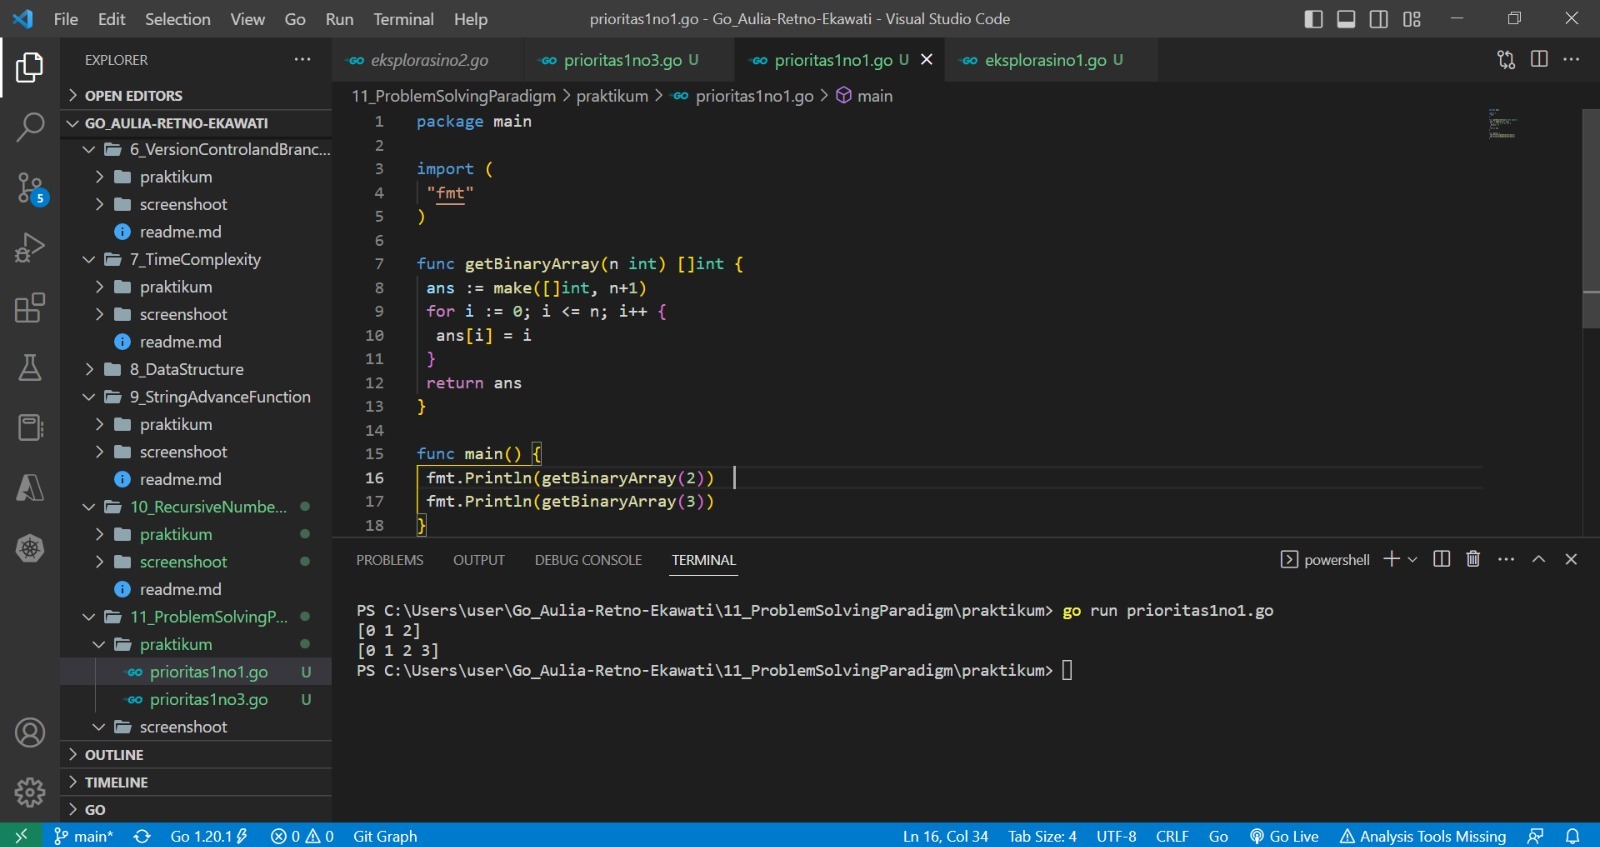 File Edit Selection View Go Run Terminal Help
prioritas1no1.go - Go_Aulia-Retno-Ekawati - Visual Studio Code
EXPLORER
OPEN EDITORS
GO_AULIA-RETNO-EKAWATI
6_VersionControlandBranc...
praktikum
screenshoot
readme.md
7_TimeComplexity
praktikum
screenshoot
readme.md
8_DataStructure
9_StringAdvanceFunction
praktikum
screenshoot
readme.md
10_RecursiveNumbe...
praktikum
screenshoot
readme.md
11_ProblemSolvingP...
praktikum
prioritas1no1.go U
prioritas1no3.go U
screenshoot
OUTLINE
TIMELINE
GO
5
eksplorasino2.go
prioritas1no3.go U
prioritas1no1.go U
eksplorasino1.go U
11_ProblemSolvingParadigm > praktikum > prioritas1no1.go > main
1 package main
2
3 import (
4 "fmt"
5 )
6
7 func getBinaryArray(n int) []int {
8 ans := make([]int, n+1)
9 for i := 0; i <= n; i++ {
10 ans[i] = i
11 }
12 return ans
13 }
14
15 func main() {
16 fmt.Println(getBinaryArray(2))
17 fmt.Println(getBinaryArray(3))
18 }
PROBLEMS OUTPUT DEBUG CONSOLE TERMINAL
powershell
PS C:\Users\user\Go_Aulia-Retno-Ekawati\11_ProblemSolvingParadigm\praktikum> go run prioritas1no1.go
[0 1 2]
[0 1 2 3]
PS C:\Users\user\Go_Aulia-Retno-Ekawati\11_ProblemSolvingParadigm\praktikum>
main* Go 1.20.1 0 0 Git Graph
Ln 16, Col 34 Tab Size: 4 UTF-8 CRLF Go Go Live Analysis Tools Missing